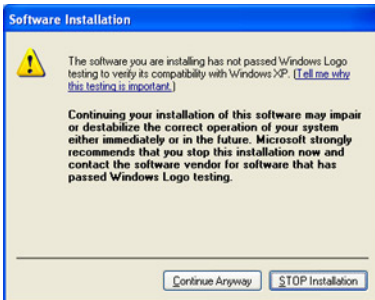 Software Installation
The software you are installing has not passed Windows Logo
testing to verify its compatibility with Windows XP. (Tell me why
this testing is important.)
Continuing your installation of this software may impair
or destabilize the correct operation of your system
either immediately or in the future. Microsoft strongly
recommends that you stop this installation now and
contact the software vendor for software that has
passed Windows Logo testing.
Continue Anyway
STOP Installation